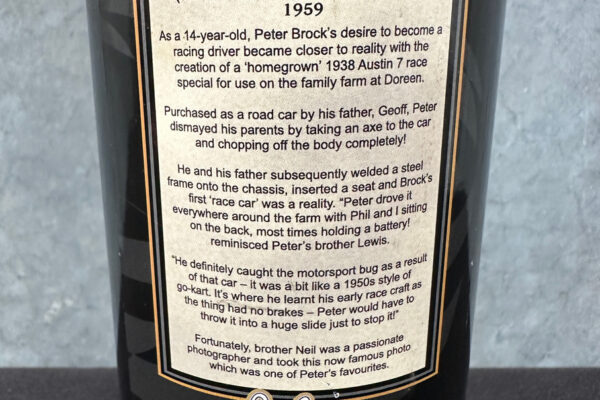 1959
As a 14-year-old, Peter Brock's desire to become a
racing driver became closer to reality with the
creation of a 'homegrown' 1938 Austin 7 race
special for use on the family farm at Doreen.
Purchased as a road car by his father, Geoff, Peter
dismayed his parents by taking an axe to the car
and chopping off the body completely!
He and his father subsequently welded a steel
frame onto the chassis, inserted a seat and Brock's
first 'race car' was a reality. "Peter drove it
everywhere around the farm with Phil and I sitting
on the back, most times holding a battery!
reminisced Peter's brother Lewis.
"He definitely caught the motorsport bug as a result
of that car – it was a bit like a 1950s style of
go-kart. It's where he learnt his early race craft as
the thing had no brakes – Peter would have to
throw it into a huge slide just to stop it!"
Fortunately, brother Neil was a passionate
photographer and took this now famous photo
which was one of Peter's favourites.